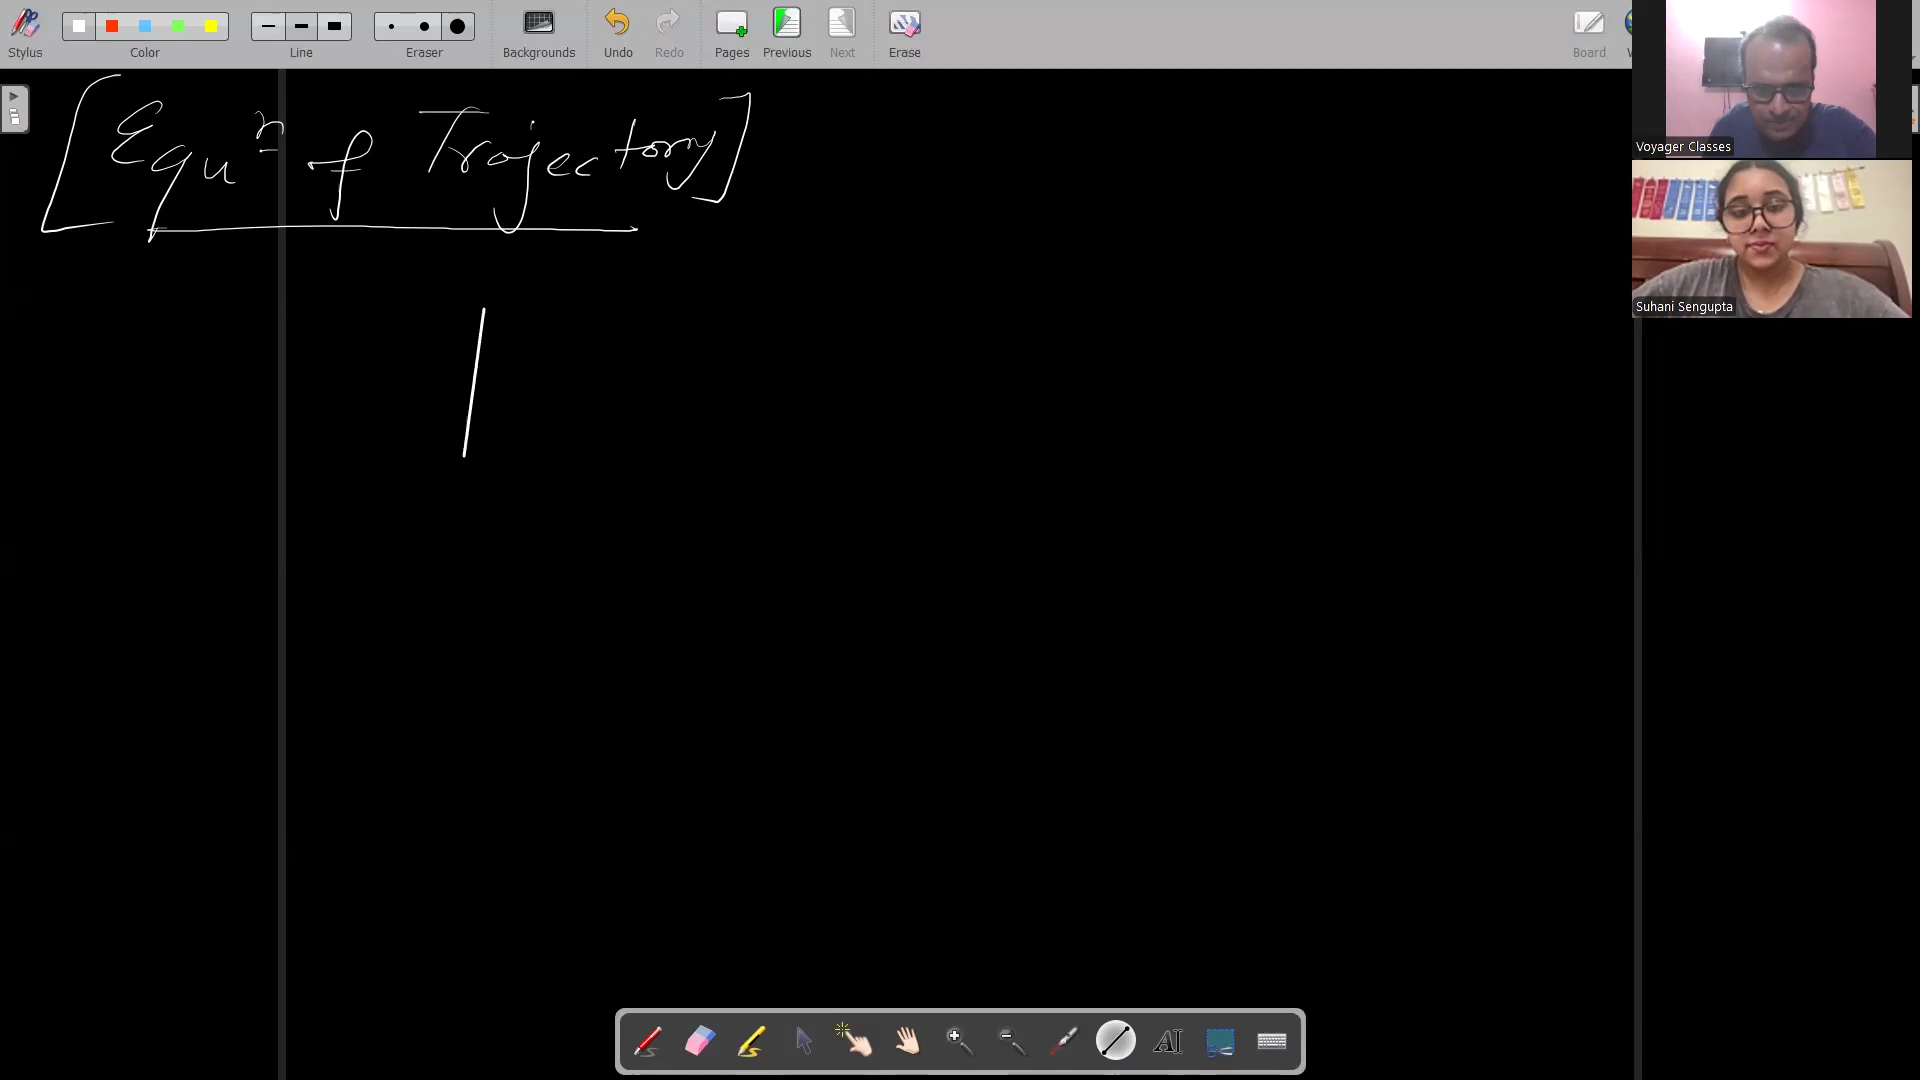 Stylus Color Line Eraser Backgrounds Undo Redo Pages Previous Next Erase Board
Voyager Classes
Suhani Sengupta
[Equⁿ of Trajectory]
AI